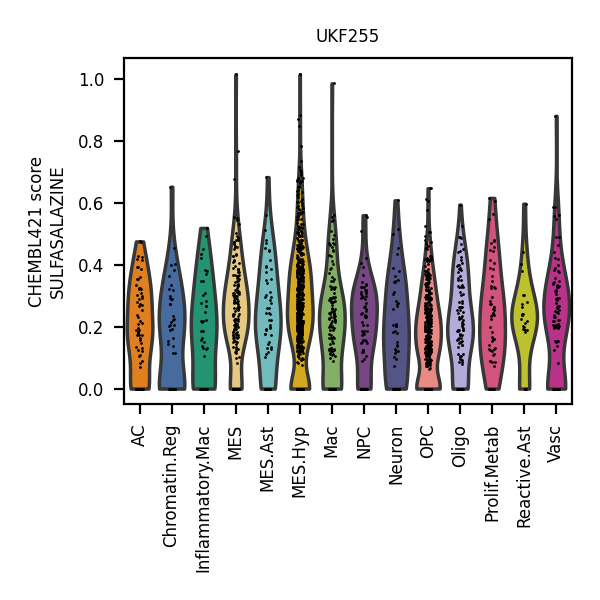 UKF255
CHEMBL421 score
SULFASALAZINE
1.0
0.8
0.6
0.4
0.2
0.0
AC
Chromatin.Reg
Inflammatory.Mac
MES
MES.Ast
MES.Hyp
Mac
NPC
Neuron
OPC
Oligo
Prolif.Metab
Reactive.Ast
Vasc